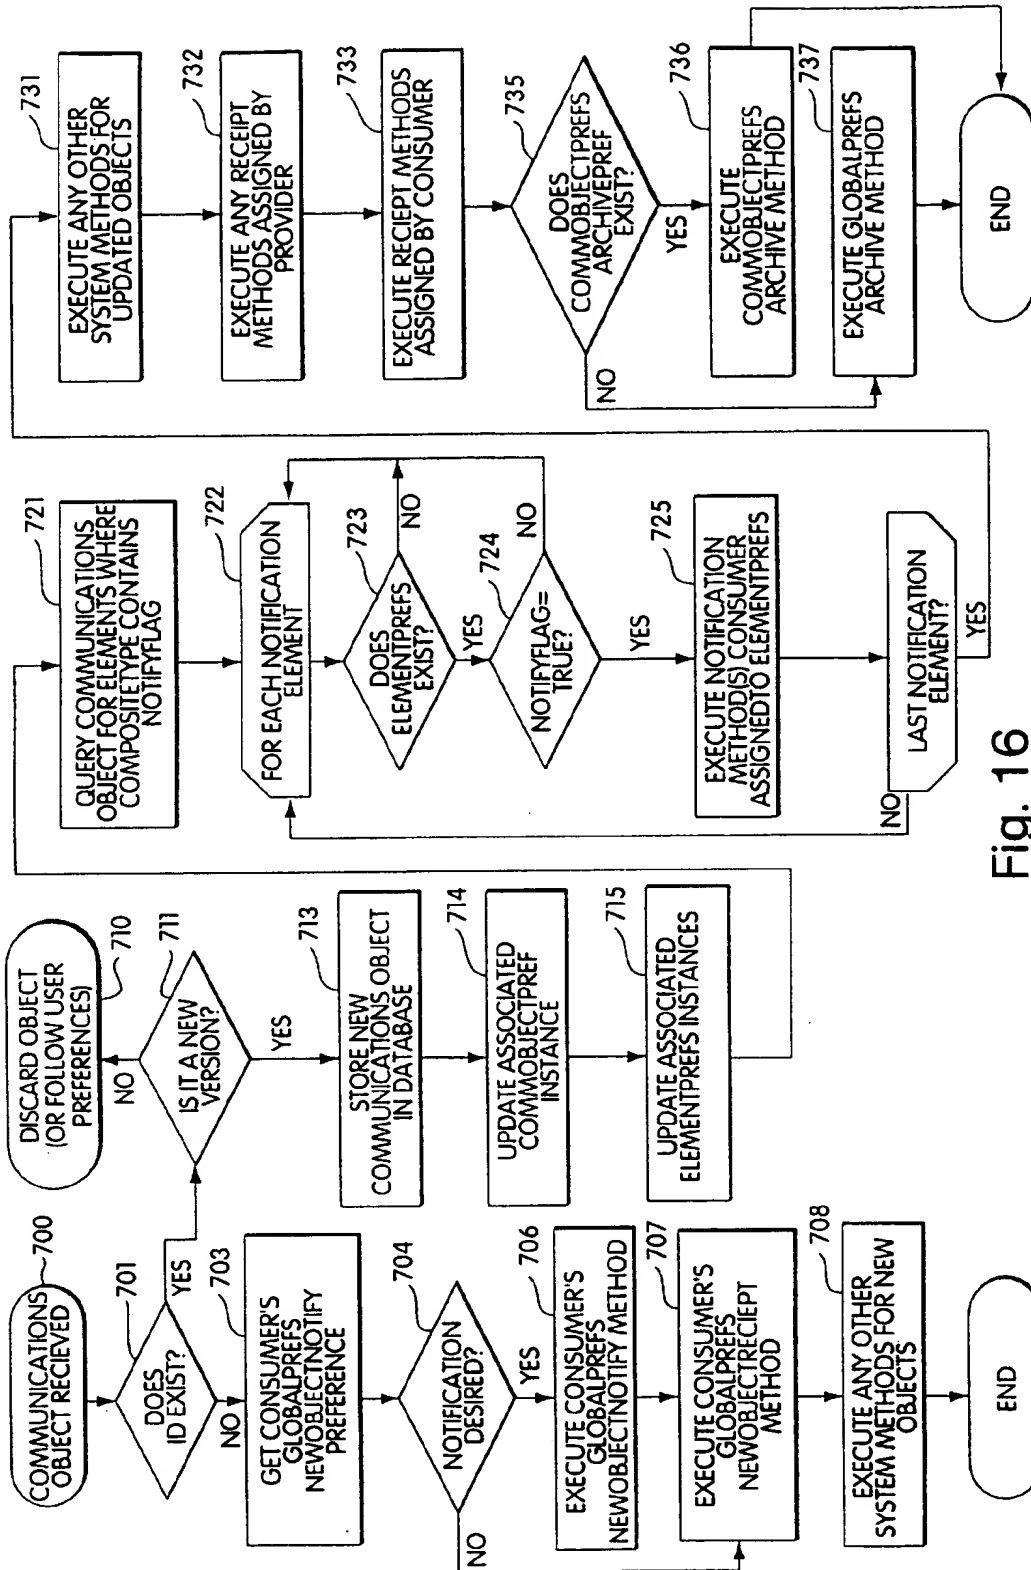 COMMUNICATIONS
OBJECT RECIEVED
700
701
DOES
ID EXIST?
YES
NO
703
GET CONSUMER'S
GLOBALPREFS
NEWOBJECTNOTIFY
PREFERENCE
704
NOTIFICATION
DESIRED?
YES
NO
706
EXECUTE CONSUMER'S
GLOBALPREFS
NEWOBJECTNOTIFY METHOD
707
EXECUTE CONSUMER'S
GLOBALPREFS
NEWOBJECTRECIEPT
METHOD
708
EXECUTE ANY OTHER
SYSTEM METHODS FOR NEW
OBJECTS
END
DISCARD OBJECT
(OR FOLLOW USER
PREFERENCES)
710
711
NO
IS IT A NEW
VERSION?
YES
713
STORE NEW
COMMUNICATIONS OBJECT
IN DATABASE
714
UPDATE ASSOCIATED
COMMOBJECTPREF
INSTANCE
715
UPDATE ASSOCIATED
ELEMENTPREFS INSTANCES
721
QUERY COMMUNICATIONS
OBJECT FOR ELEMENTS WHERE
COMPOSITETYPE CONTAINS
NOTIFYFLAG
722
FOR EACH NOTIFICATION
ELEMENT
723
DOES
ELEMENTPREFS
EXIST?
NO
YES
724
NOTIFYFLAG=
TRUE?
NO
YES
725
EXECUTE NOTIFICATION
METHOD(S) CONSUMER
ASSIGNEDTO ELEMENTPREFS
LAST NOTIFICATION
ELEMENT?
NO
YES
731
EXECUTE ANY OTHER
SYSTEM METHODS FOR
UPDATED OBJECTS
732
EXECUTE ANY RECEIPT
METHODS ASSIGNED BY
PROVIDER
733
EXECUTE RECIEPT METHODS
ASSIGNED BY CONSUMER
735
DOES
COMMOBJECTPREFS
ARCHIVEPREF
EXIST?
NO
YES
736
EXECUTE
COMMOBJECTPREFS
ARCHIVE METHOD
737
EXECUTE GLOBALPREFS
ARCHIVE METHOD
END
Fig. 16